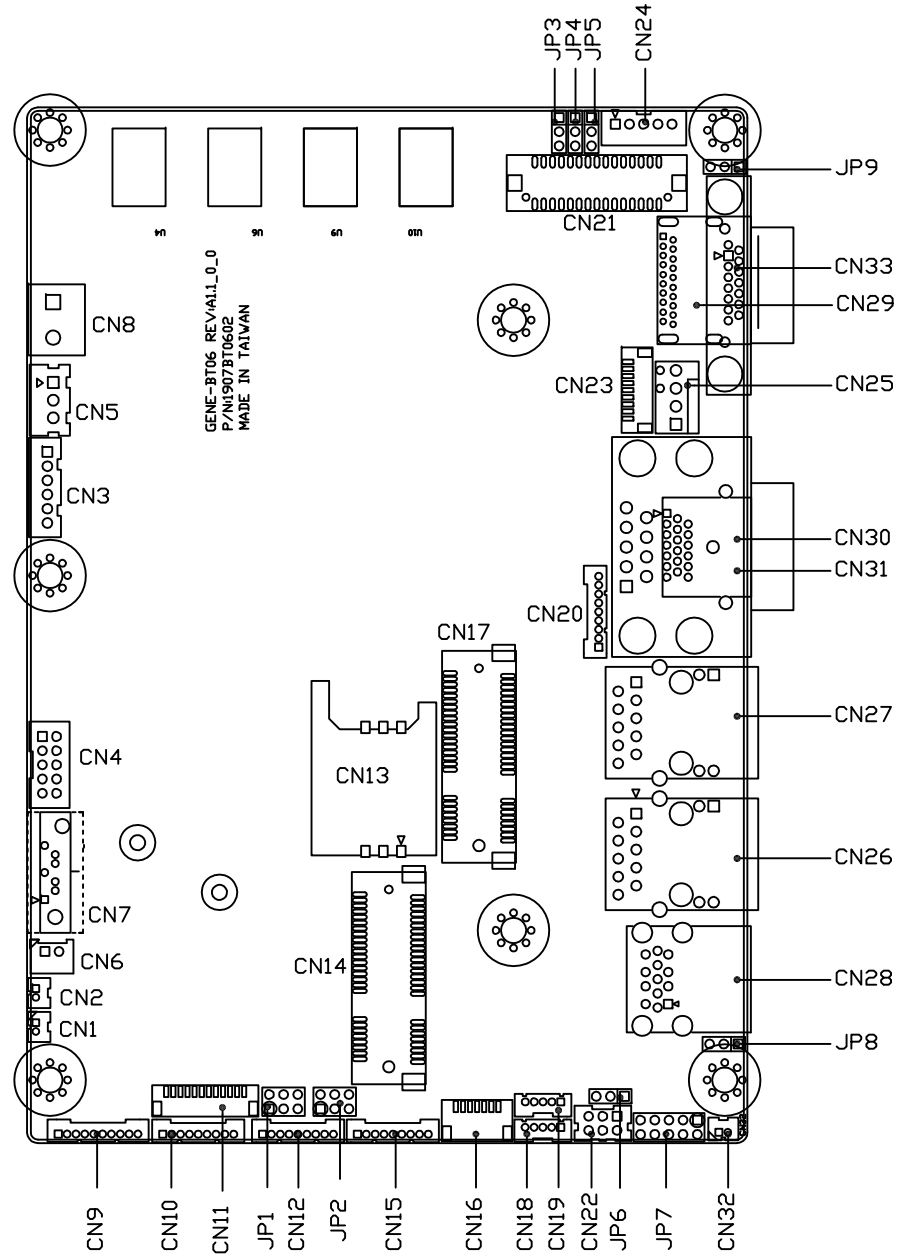 JP3
JP4
JP5
CN24
JP9
CN21
U4
U6
U9
U10
GENE-BT06 REV:A1.1_0_0
P/N:1907BT0602
MADE IN TAIWAN
CN33
CN29
CN8
CN23
CN25
CN5
CN3
CN30
CN31
CN20
CN17
CN27
CN4
CN13
CN26
CN7
CN6
CN14
CN28
CN2
CN1
JP8
CN9
CN10
CN11
JP1
CN12
JP2
CN15
CN16
CN18
CN19
CN22
JP6
JP7
CN32